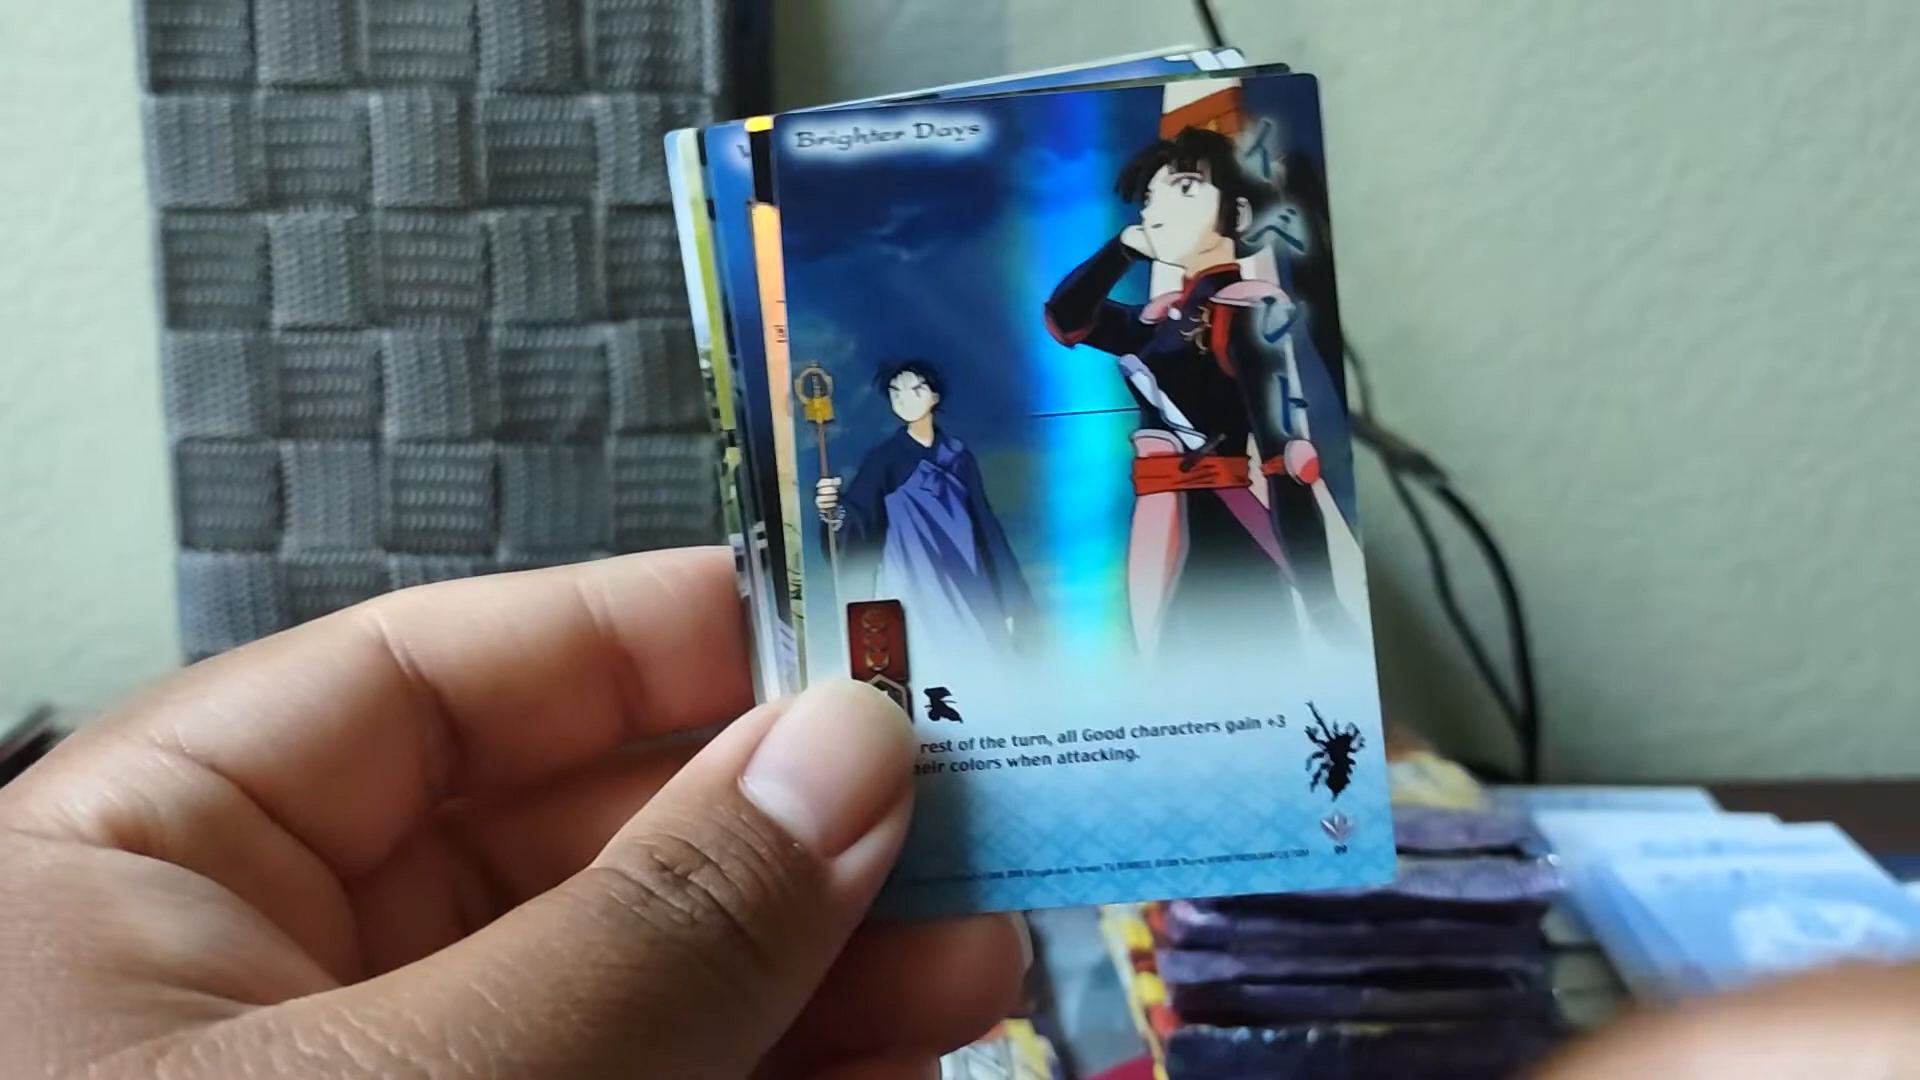 Brighter Days
イベント
rest of the turn, all Good characters gain +3
heir colors when attacking.